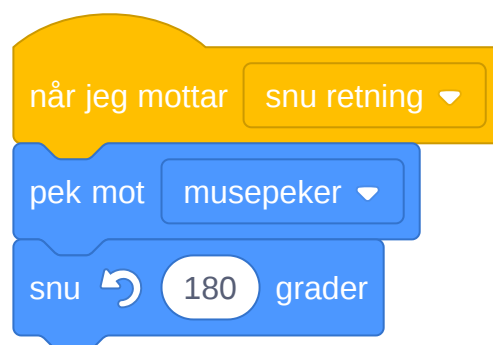 når jeg mottar snu retning
pek mot musepeker
snu 180 grader